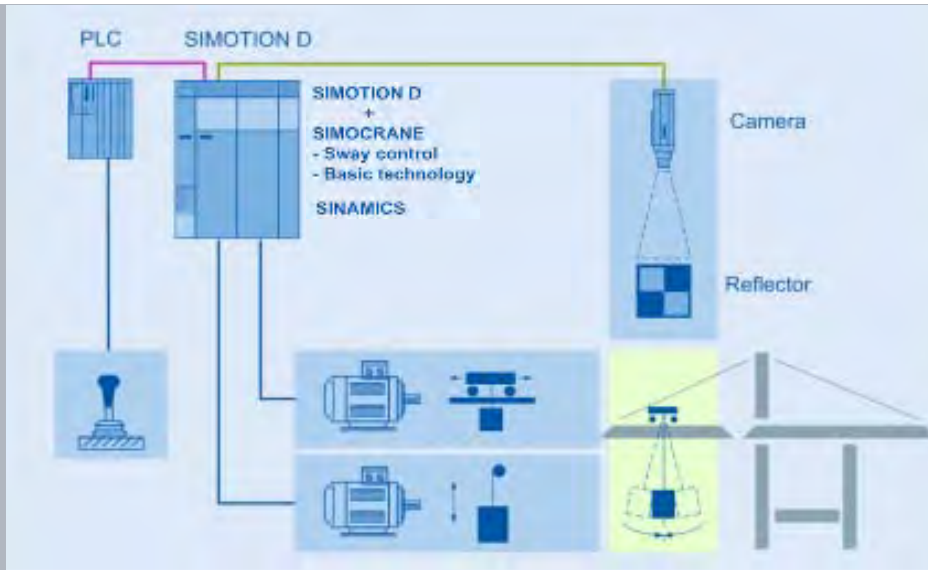 PLC
SIMOTION D
SIMOTION D
+
SIMOCRANE
- Sway control
- Basic technology
SINAMICS
Camera
Reflector